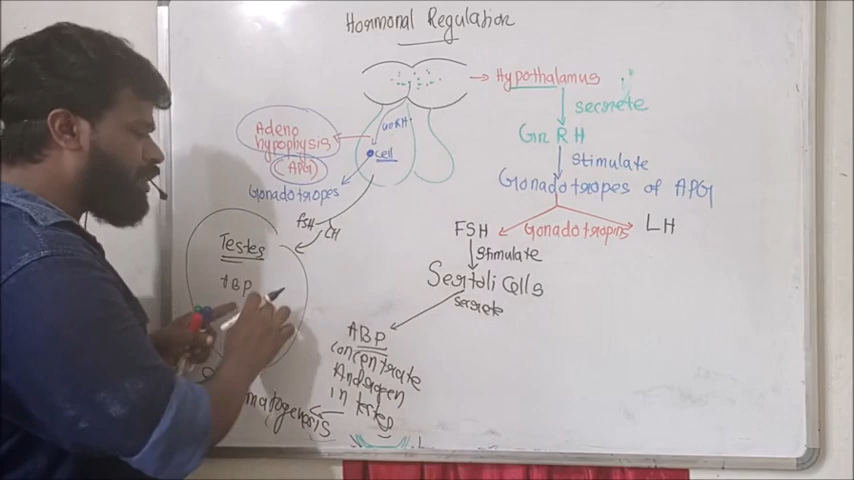 Hormonal Regulation
Hypothalamus
secrete
GnRH
stimulate
Gonadotropes of APG
Gonadotropins
FSH
LH
stimulate
Sertoli Cells
secrete
ABP
concentrate
Androgen
in testes
GnRH
cell
Adeno
hypophysis
(APG)
Gonadotropes
FSH
LH
Testes
ABP
matogenesis